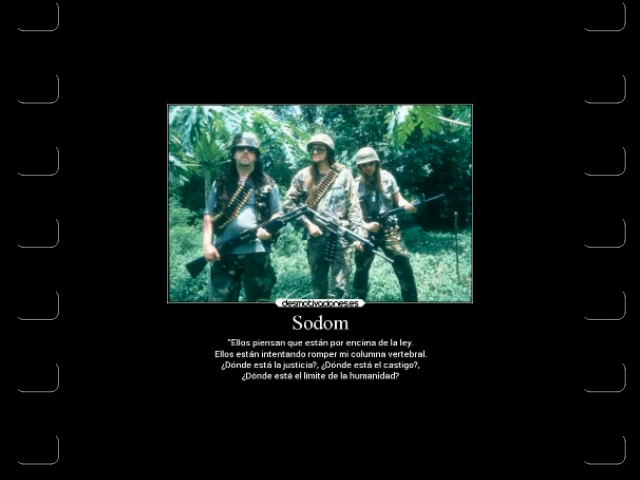 desmotivaciones.es
Sodom
"Ellos piensan que están por encima de la ley.
Ellos están intentando romper mi columna vertebral.
¿Dónde está la justicia?, ¿Dónde está el castigo?,
¿Dónde está el límite de la humanidad?